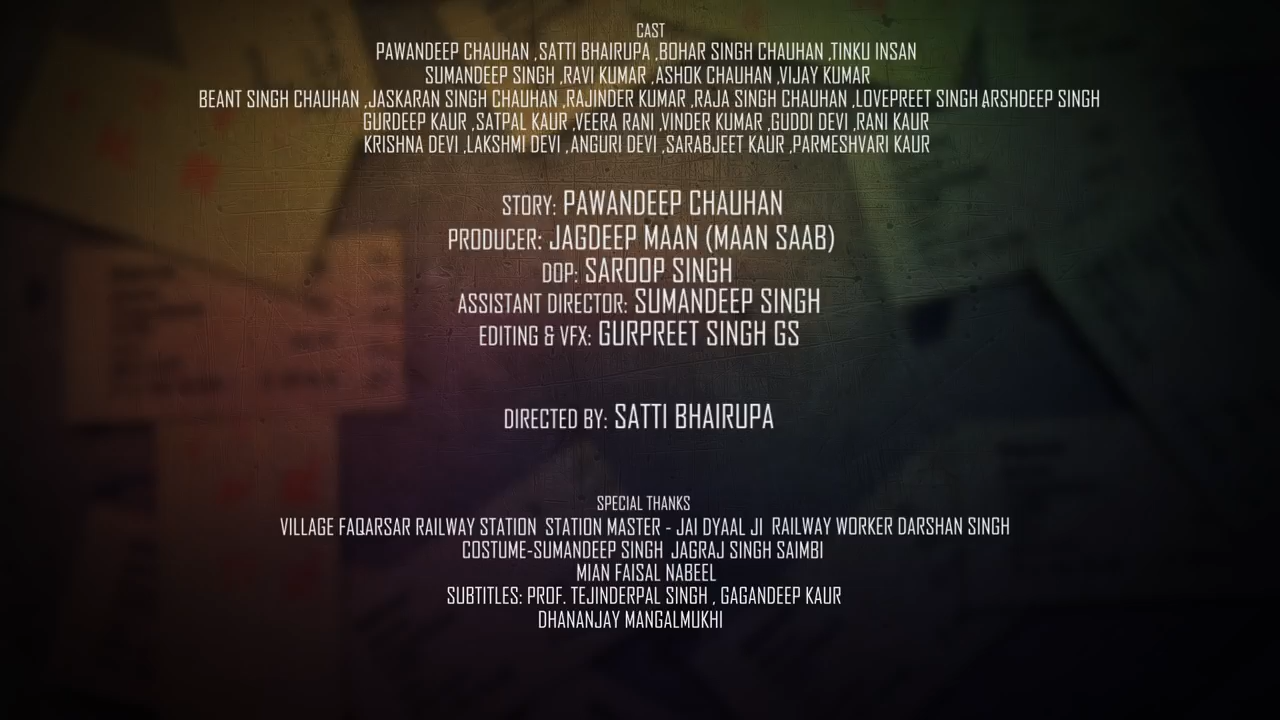 CAST
PAWANDEEP CHAUHAN ,SATTI BHAIRUPA ,BOHAR SINGH CHAUHAN ,TINKU INSAN
SUMANDEEP SINGH ,RAVI KUMAR ,ASHOK CHAUHAN ,VIJAY KUMAR
BEANT SINGH CHAUHAN ,JASKARAN SINGH CHAUHAN ,RAJINDER KUMAR ,RAJA SINGH CHAUHAN ,LOVEPREET SINGH ,ARSHDEEP SINGH
GURDEEP KAUR ,SATPAL KAUR ,VEERA RANI ,VINDER KUMAR ,GUDDI DEVI ,RANI KAUR
KRISHNA DEVI ,LAKSHMI DEVI ,ANGURI DEVI ,SARABJEET KAUR ,PARMESHVARI KAUR
STORY: PAWANDEEP CHAUHAN
PRODUCER: JAGDEEP MAAN (MAAN SAAB)
DOP: SAROOP SINGH
ASSISTANT DIRECTOR: SUMANDEEP SINGH
EDITING & VFX: GURPREET SINGH GS
DIRECTED BY: SATTI BHAIRUPA
SPECIAL THANKS
VILLAGE FAQARSAR RAILWAY STATION STATION MASTER - JAI DYAAL JI RAILWAY WORKER DARSHAN SINGH
COSTUME-SUMANDEEP SINGH JAGRAJ SINGH SAIMBI
MIAN FAISAL NABEEL
SUBTITLES: PROF. TEJINDERPAL SINGH , GAGANDEEP KAUR
DHANANJAY MANGALMUKHI